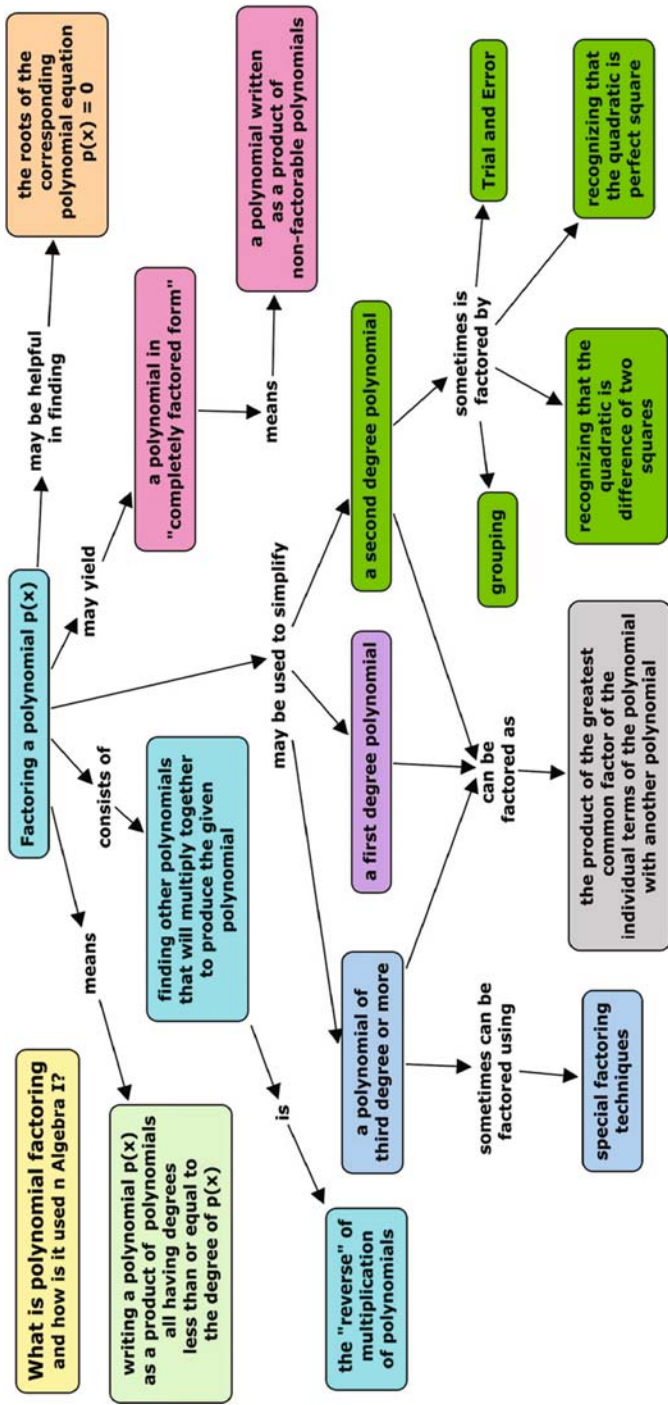 What is polynomial factoring
and how is it used n Algebra I?
Factoring a polynomial p(x)
means
writing a polynomial p(x)
as a product of polynomials
all having degrees
less than or equal to
the degree of p(x)
consists of
finding other polynomials
that will multiply together
to produce the given
polynomial
is
the "reverse" of
multiplication
of polynomials
may yield
a polynomial in
"completely factored form"
means
a polynomial written
as a product of
non-factorable polynomials
may be helpful
in finding
the roots of the
corresponding
polynomial equation
p(x) = 0
may be used to simplify
a polynomial of
third degree or more
a first degree polynomial
a second degree polynomial
sometimes can be
factored using
special factoring
techniques
can be
factored as
the product of the greatest
common factor of the
individual terms of the polynomial
with another polynomial
sometimes is
factored by
grouping
recognizing that the
quadratic is
difference of two
squares
recognizing that
the quadratic is
perfect square
Trial and Error